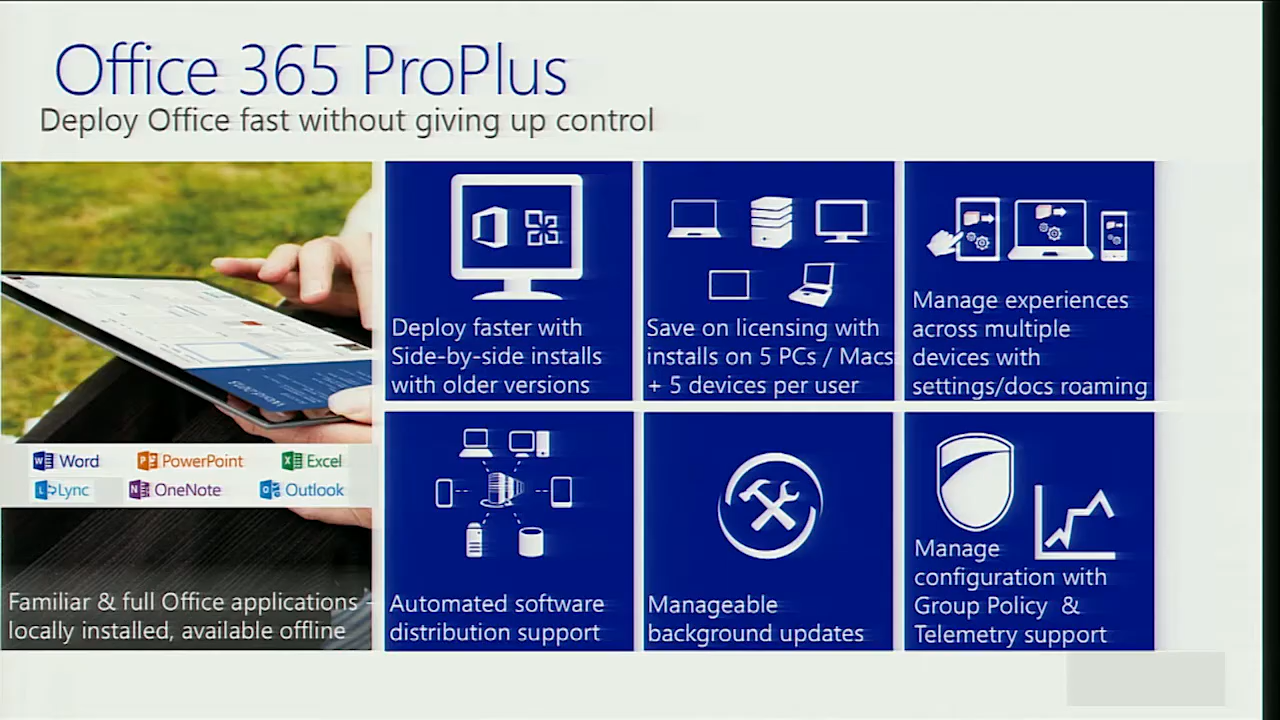 Office 365 ProPlus
Deploy Office fast without giving up control
Word
PowerPoint
Excel
Lync
OneNote
Outlook
Familiar & full Office applications -
locally installed, available offline
Deploy faster with
Side-by-side installs
with older versions
Save on licensing with
installs on 5 PCs / Macs
+ 5 devices per user
Manage experiences
across multiple
devices with
settings/docs roaming
Automated software
distribution support
Manageable
background updates
Manage
configuration with
Group Policy &
Telemetry support